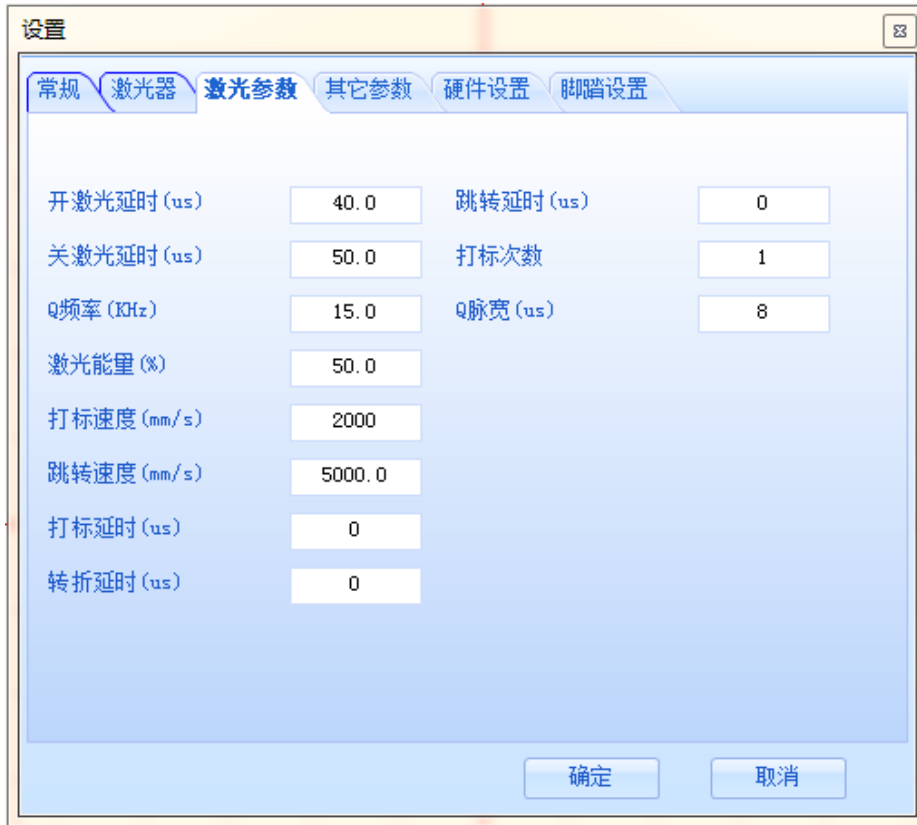 设置
常规 激光器 激光参数 其它参数 硬件设置 脚踏设置
开激光延时(us) 40.0 跳转延时(us) 0
关激光延时(us) 50.0 打标次数 1
Q频率(KHz) 15.0 Q脉宽(us) 8
激光能量(%) 50.0
打标速度(mm/s) 2000
跳转速度(mm/s) 5000.0
打标延时(us) 0
转折延时(us) 0
确定 取消